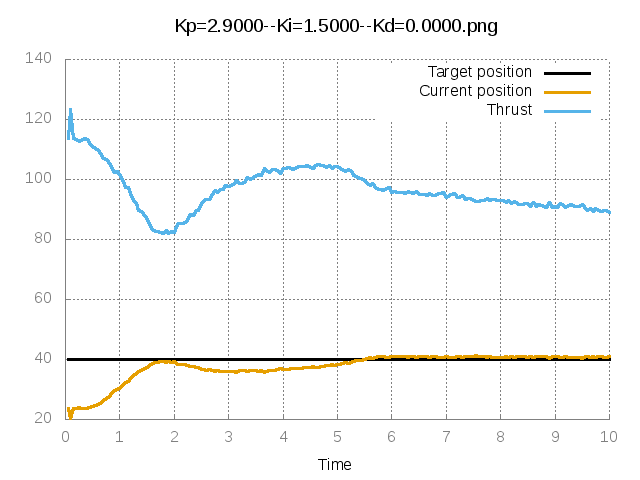 Kp=2.9000--Ki=1.5000--Kd=0.0000.png
140
120
100
80
60
40
20
Target position
Current position
Thrust
0 1 2 3 4 5 6 7 8 9 10
Time